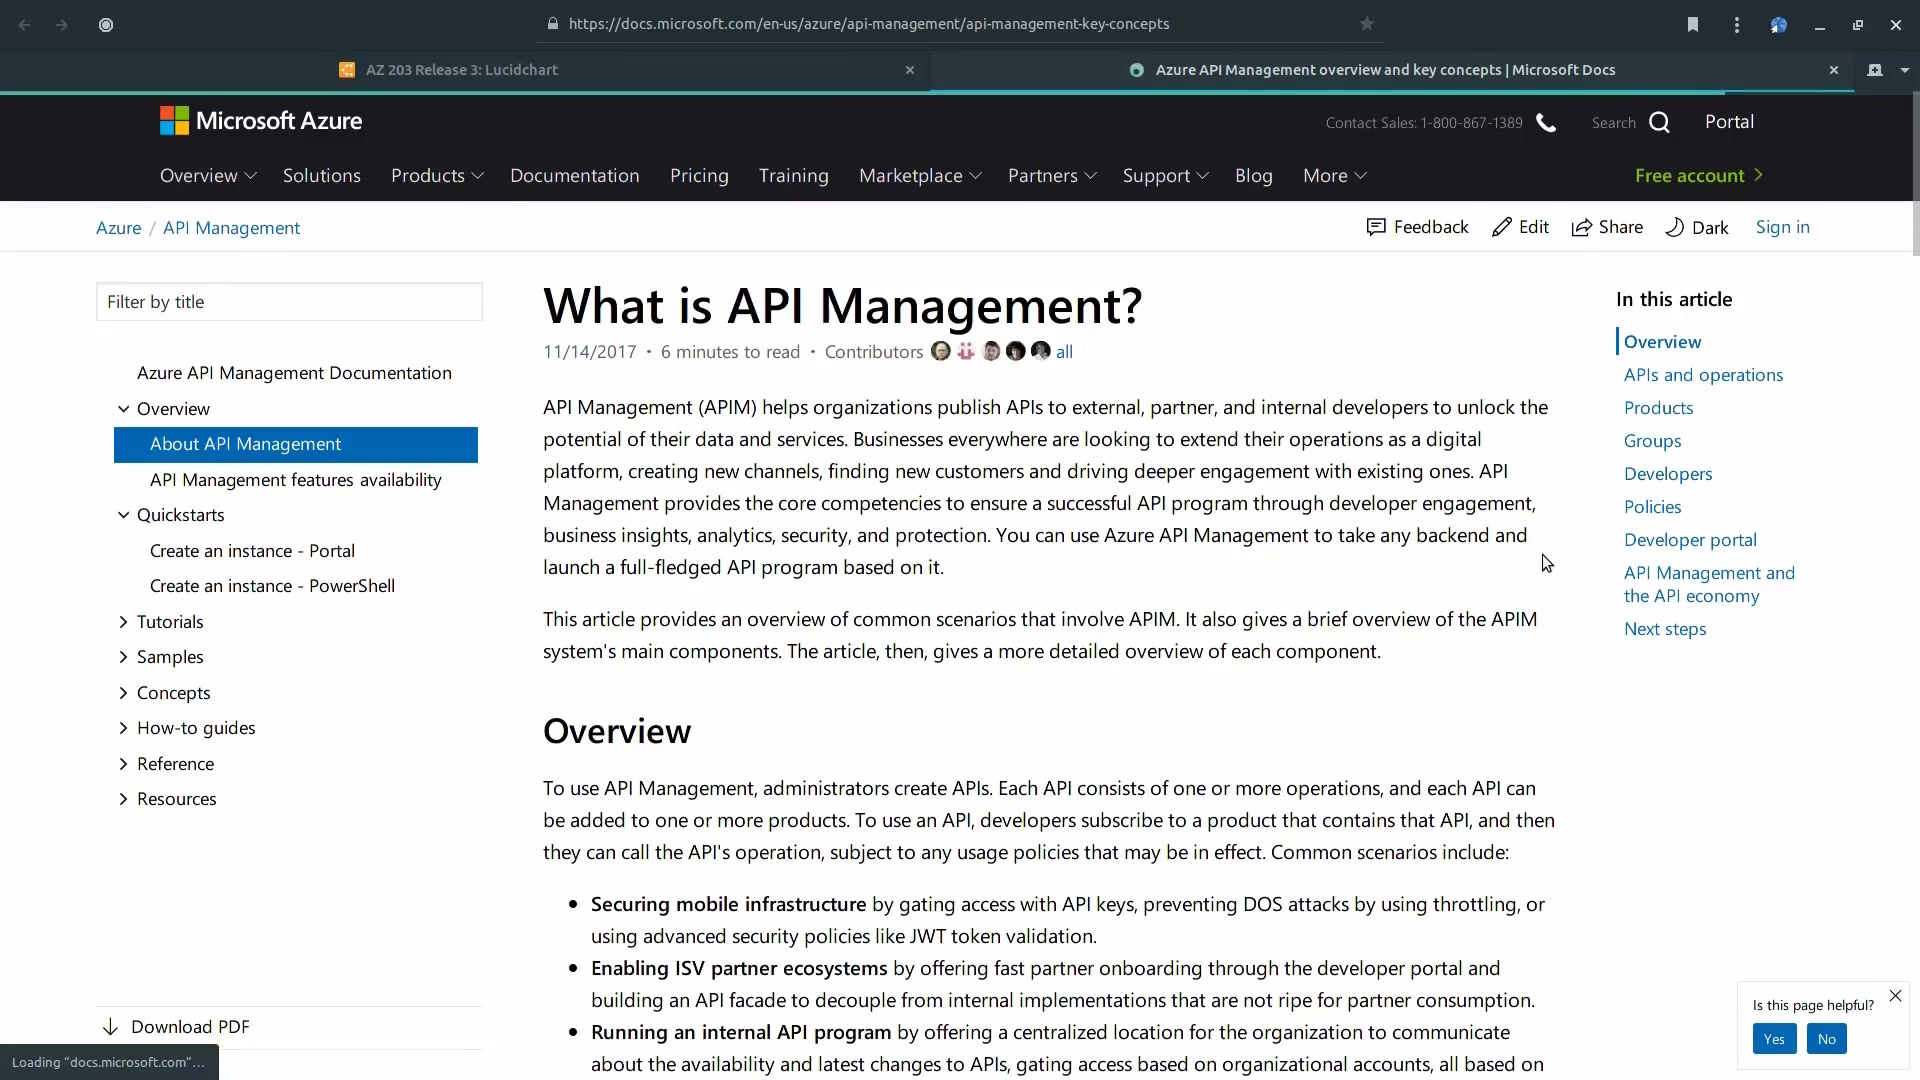 https://docs.microsoft.com/en-us/azure/api-management/api-management-key-concepts
AZ 203 Release 3: Lucidchart
Azure API Management overview and key concepts | Microsoft Docs
Microsoft Azure
Contact Sales: 1-800-867-1389
Search
Portal
Overview
Solutions
Products
Documentation
Pricing
Training
Marketplace
Partners
Support
Blog
More
Free account
Azure / API Management
Feedback
Edit
Share
Dark
Sign in
Filter by title
Azure API Management Documentation
Overview
About API Management
API Management features availability
Quickstarts
Create an instance - Portal
Create an instance - PowerShell
Tutorials
Samples
Concepts
How-to guides
Reference
Resources
Download PDF
Loading “docs.microsoft.com”…
What is API Management?
11/14/2017 • 6 minutes to read • Contributors all
API Management (APIM) helps organizations publish APIs to external, partner, and internal developers to unlock the
potential of their data and services. Businesses everywhere are looking to extend their operations as a digital
platform, creating new channels, finding new customers and driving deeper engagement with existing ones. API
Management provides the core competencies to ensure a successful API program through developer engagement,
business insights, analytics, security, and protection. You can use Azure API Management to take any backend and
launch a full-fledged API program based on it.
This article provides an overview of common scenarios that involve APIM. It also gives a brief overview of the APIM
system's main components. The article, then, gives a more detailed overview of each component.
Overview
To use API Management, administrators create APIs. Each API consists of one or more operations, and each API can
be added to one or more products. To use an API, developers subscribe to a product that contains that API, and then
they can call the API's operation, subject to any usage policies that may be in effect. Common scenarios include:
• Securing mobile infrastructure by gating access with API keys, preventing DOS attacks by using throttling, or
using advanced security policies like JWT token validation.
• Enabling ISV partner ecosystems by offering fast partner onboarding through the developer portal and
building an API facade to decouple from internal implementations that are not ripe for partner consumption.
• Running an internal API program by offering a centralized location for the organization to communicate
about the availability and latest changes to APIs, gating access based on organizational accounts, all based on
In this article
Overview
APIs and operations
Products
Groups
Developers
Policies
Developer portal
API Management and
the API economy
Next steps
Is this page helpful?
Yes
No